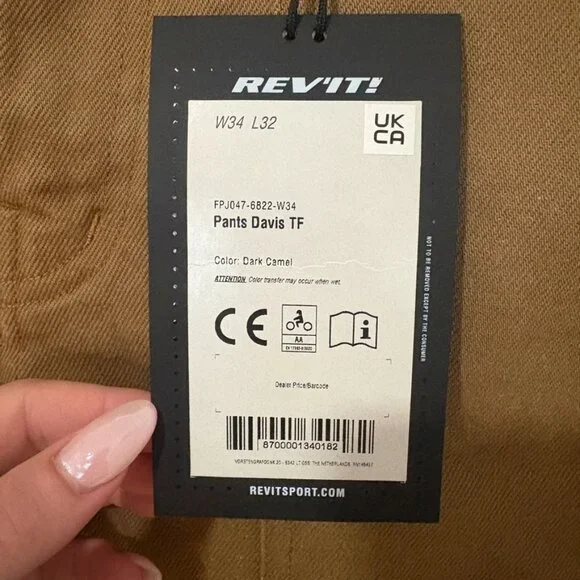 REV'IT!
W34 L32
UK
CA
FPJ047-6822-W34
Pants Davis TF
Color: Dark Camel
ATTENTION Color transfer may occur when wet
CE
AA
i
NOT TO BE REMOVED EXCEPT BY THE CONSUMER
Dealer Price/Barcode
8700001340182
THE NETHERLANDS
REVITSPORT.COM